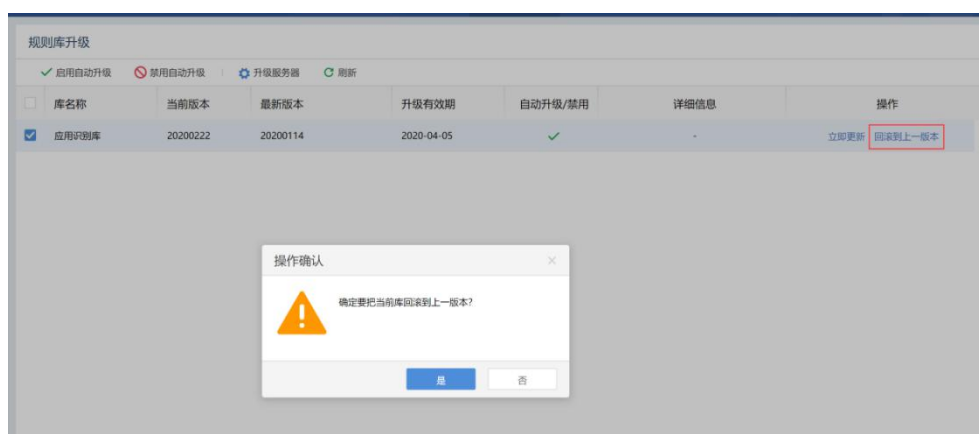 规则库升级
启用自动升级 禁用自动升级 升级服务器 刷新
库名称 当前版本 最新版本 升级有效期 自动升级/禁用 详细信息 操作
应用识别库 20200222 20200114 2020-04-05 - 立即更新 回滚到上一版本
操作确认
确定要把当前库回滚到上一版本?
是 否